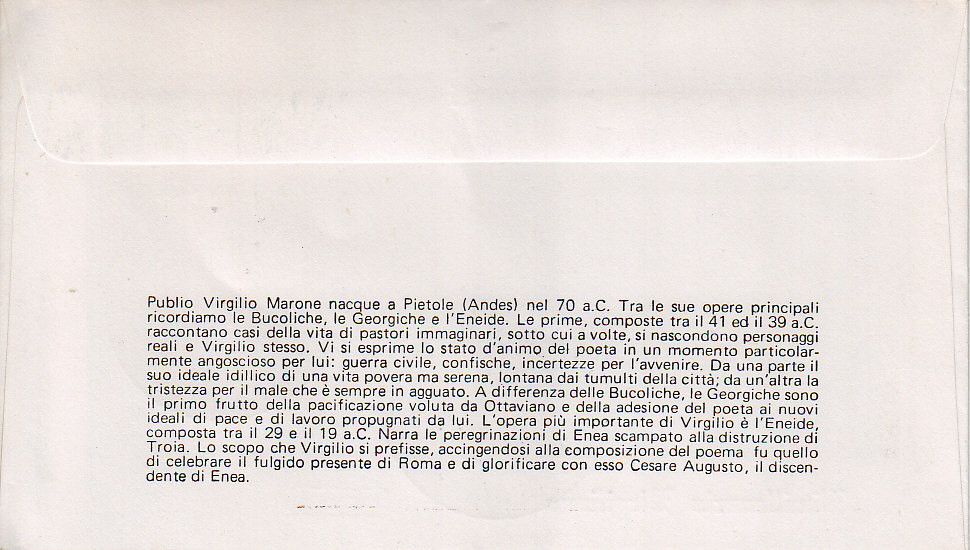 Publio Virgilio Marone nacque a Pietole (Andes) nel 70 a.C. Tra le sue opere principali
ricordiamo le Bucoliche, le Georgiche e l'Eneide. Le prime, composte tra il 41 ed il 39 a.C.
raccontano casi della vita di pastori immaginari, sotto cui a volte, si nascondono personaggi
reali e Virgilio stesso. Vi si esprime lo stato d'animo del poeta in un momento particolar-
mente angoscioso per lui: guerra civile, confische, incertezze per l'avvenire. Da una parte il
suo ideale idillico di una vita povera ma serena, lontana dai tumulti della città; da un'altra la
tristezza per il male che è sempre in agguato. A differenza delle Bucoliche, le Georgiche sono
il primo frutto della pacificazione voluta da Ottaviano e della adesione del poeta ai nuovi
ideali di pace e di lavoro propugnati da lui. L'opera più importante di Virgilio è l'Eneide,
composta tra il 29 e il 19 a.C. Narra le peregrinazioni di Enea scampato alla distruzione di
Troia. Lo scopo che Virgilio si prefisse, accingendosi alla composizione del poema fu quello
di celebrare il fulgido presente di Roma e di glorificare con esso Cesare Augusto, il discen-
dente di Enea.